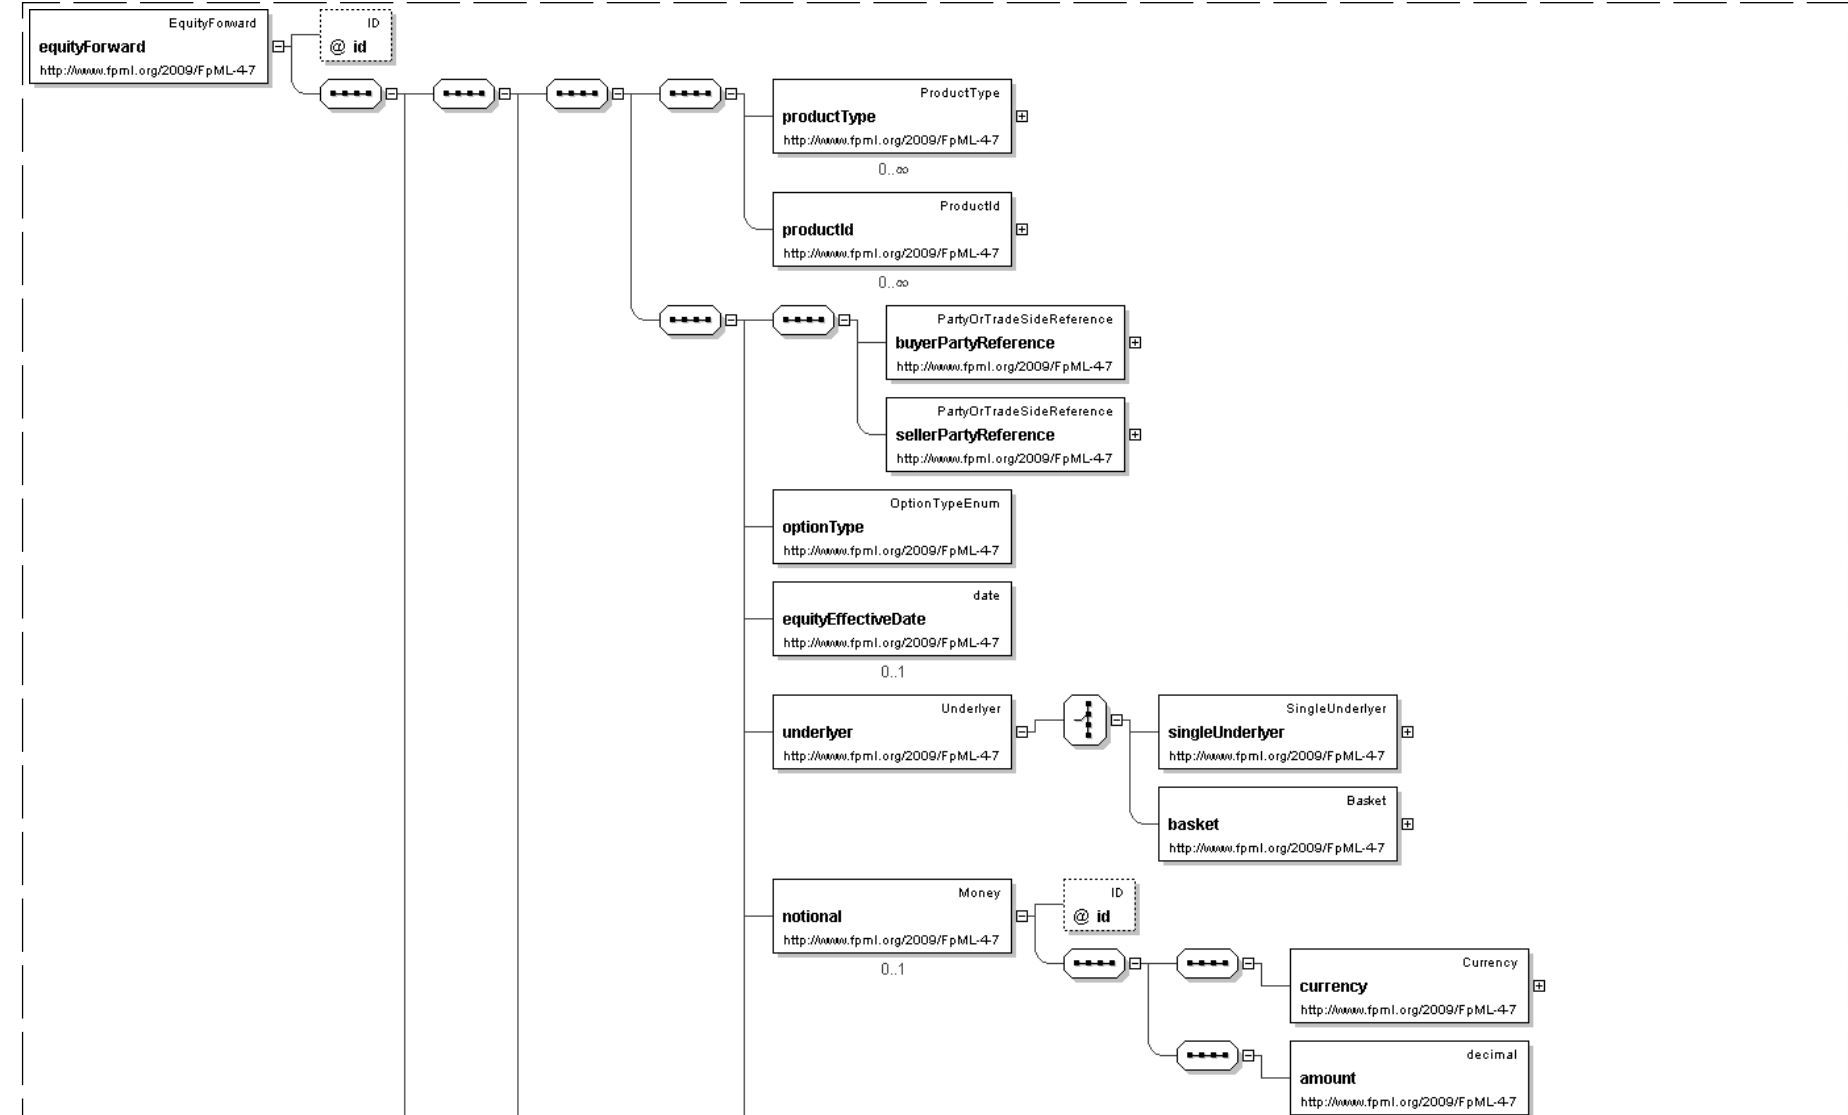 EquityForward
equityForward
http://www.fpml.org/2009/FpML-4-7
ID
@ id
ProductType
productType
http://www.fpml.org/2009/FpML-4-7
0..∞
ProductId
productId
http://www.fpml.org/2009/FpML-4-7
0..∞
PartyOrTradeSideReference
buyerPartyReference
http://www.fpml.org/2009/FpML-4-7
PartyOrTradeSideReference
sellerPartyReference
http://www.fpml.org/2009/FpML-4-7
OptionTypeEnum
optionType
http://www.fpml.org/2009/FpML-4-7
date
equityEffectiveDate
http://www.fpml.org/2009/FpML-4-7
0..1
Underlyer
underlyer
http://www.fpml.org/2009/FpML-4-7
SingleUnderlyer
singleUnderlyer
http://www.fpml.org/2009/FpML-4-7
Basket
basket
http://www.fpml.org/2009/FpML-4-7
Money
notional
http://www.fpml.org/2009/FpML-4-7
0..1
ID
@ id
Currency
currency
http://www.fpml.org/2009/FpML-4-7
decimal
amount
http://www.fpml.org/2009/FpML-4-7